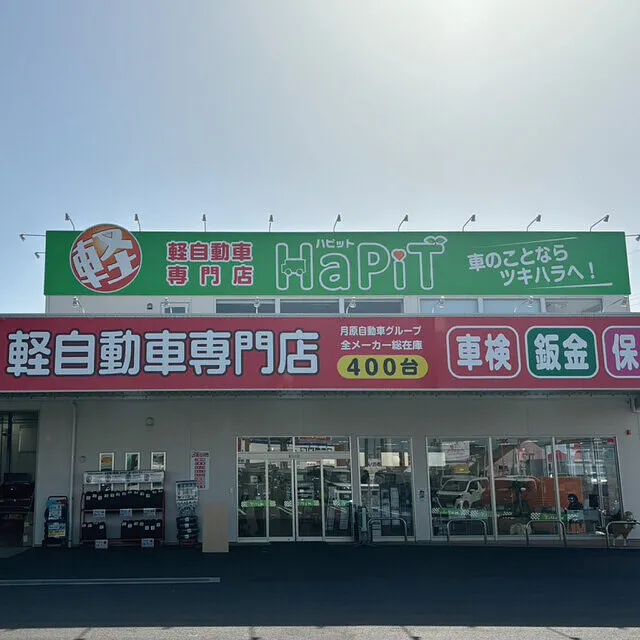 軽
軽自動車
専門店
ハピット
HaPiT
車のことなら
ツキハラへ!
軽自動車専門店
月原自動車グループ
全メーカー総在庫
400台
車検
鈑金
保